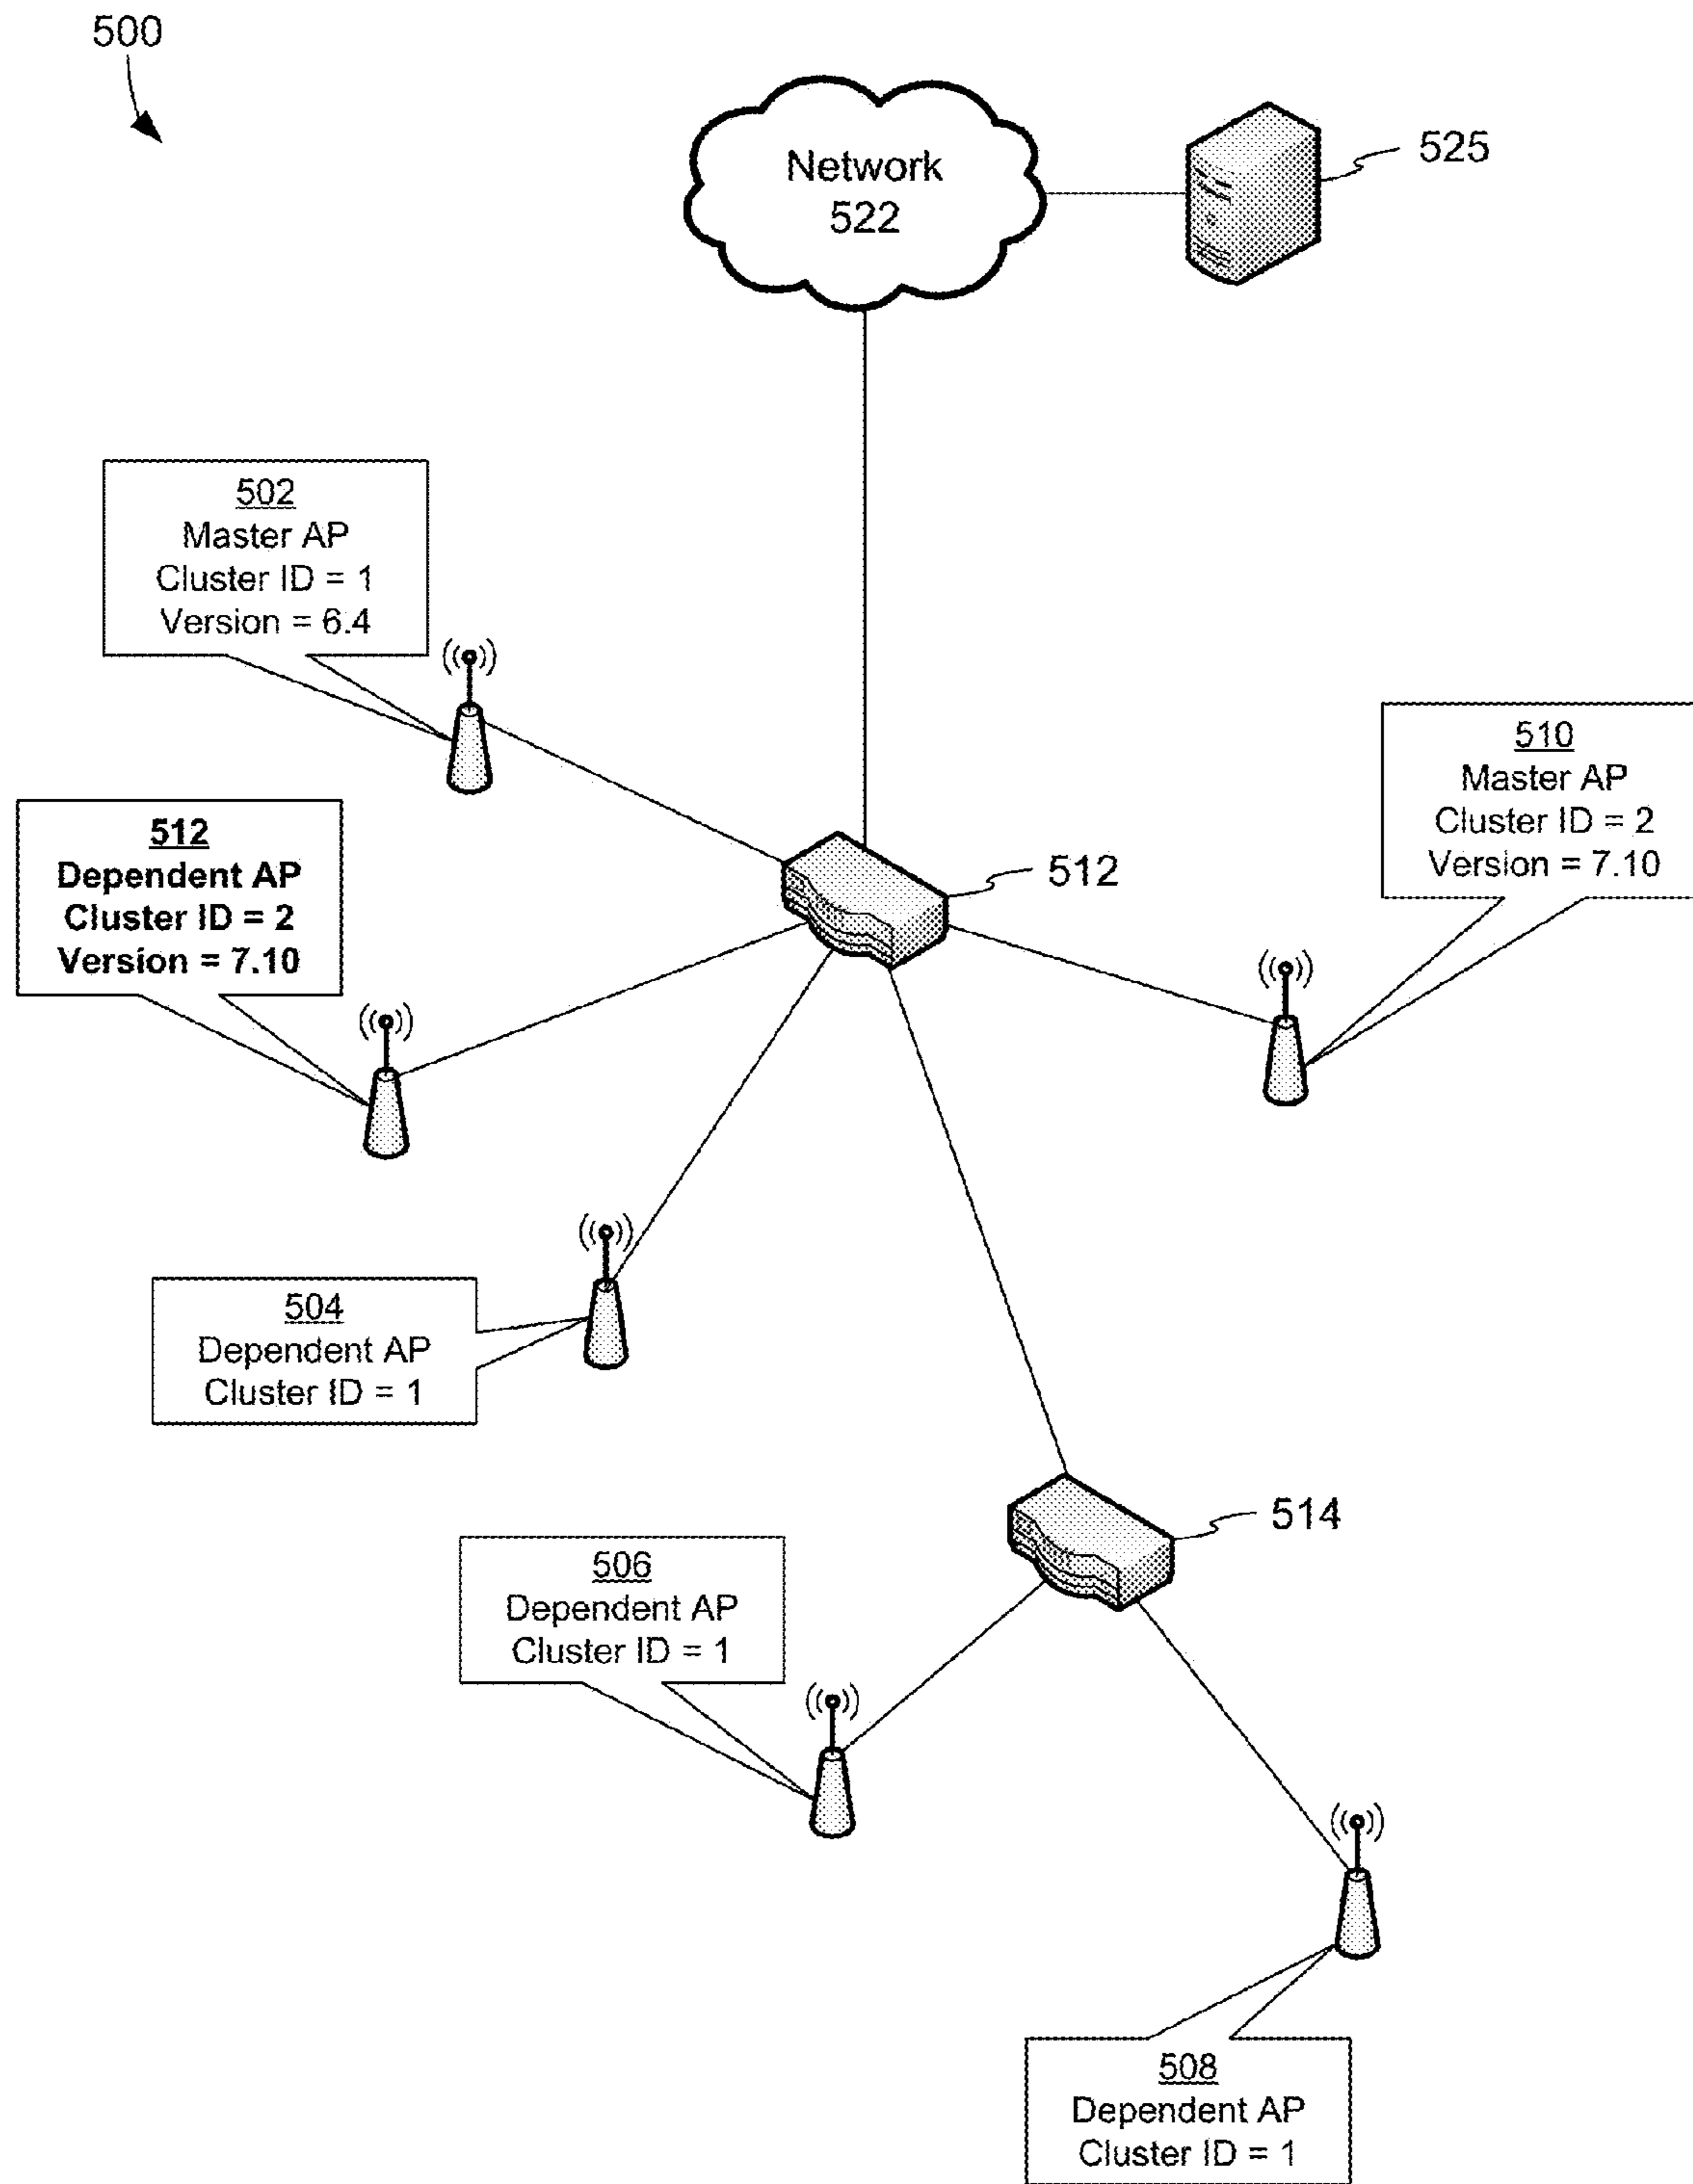 500
Network
522
525
502
Master AP
Cluster ID = 1
Version = 6.4
510
Master AP
Cluster ID = 2
Version = 7.10
512
Dependent AP
Cluster ID = 2
Version = 7.10
512
504
Dependent AP
Cluster ID = 1
514
506
Dependent AP
Cluster ID = 1
508
Dependent AP
Cluster ID = 1